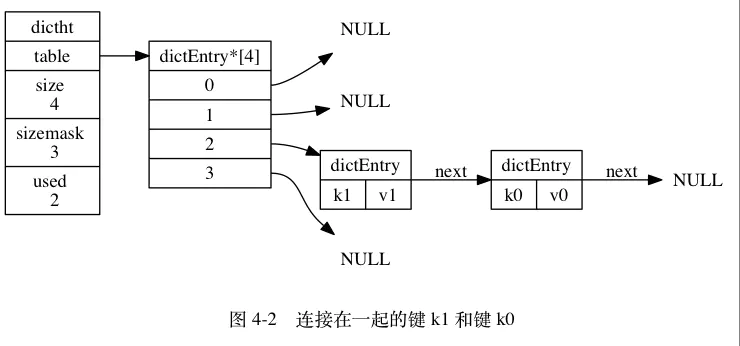 dictht
table
size
4
sizemask
3
used
2
dictEntry*[4]
0
1
2
3
NULL
NULL
dictEntry
k1 v1
next
dictEntry
k0 v0
next
NULL
NULL
图 4-2 连接在一起的键 k1 和键 k0